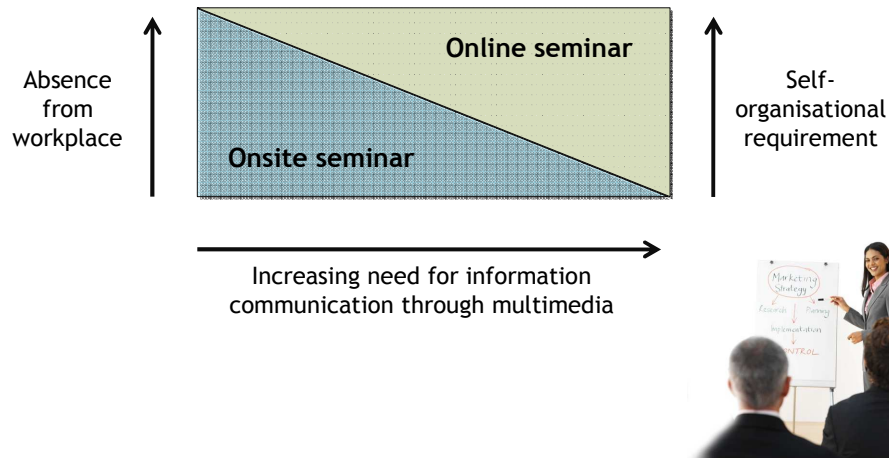 Online seminar
Absence
from
workplace
Self-
organisational
requirement
Onsite seminar
Increasing need for information
communication through multimedia
Marketing
Strategy
Research
Planning
Implementation
CONTROL